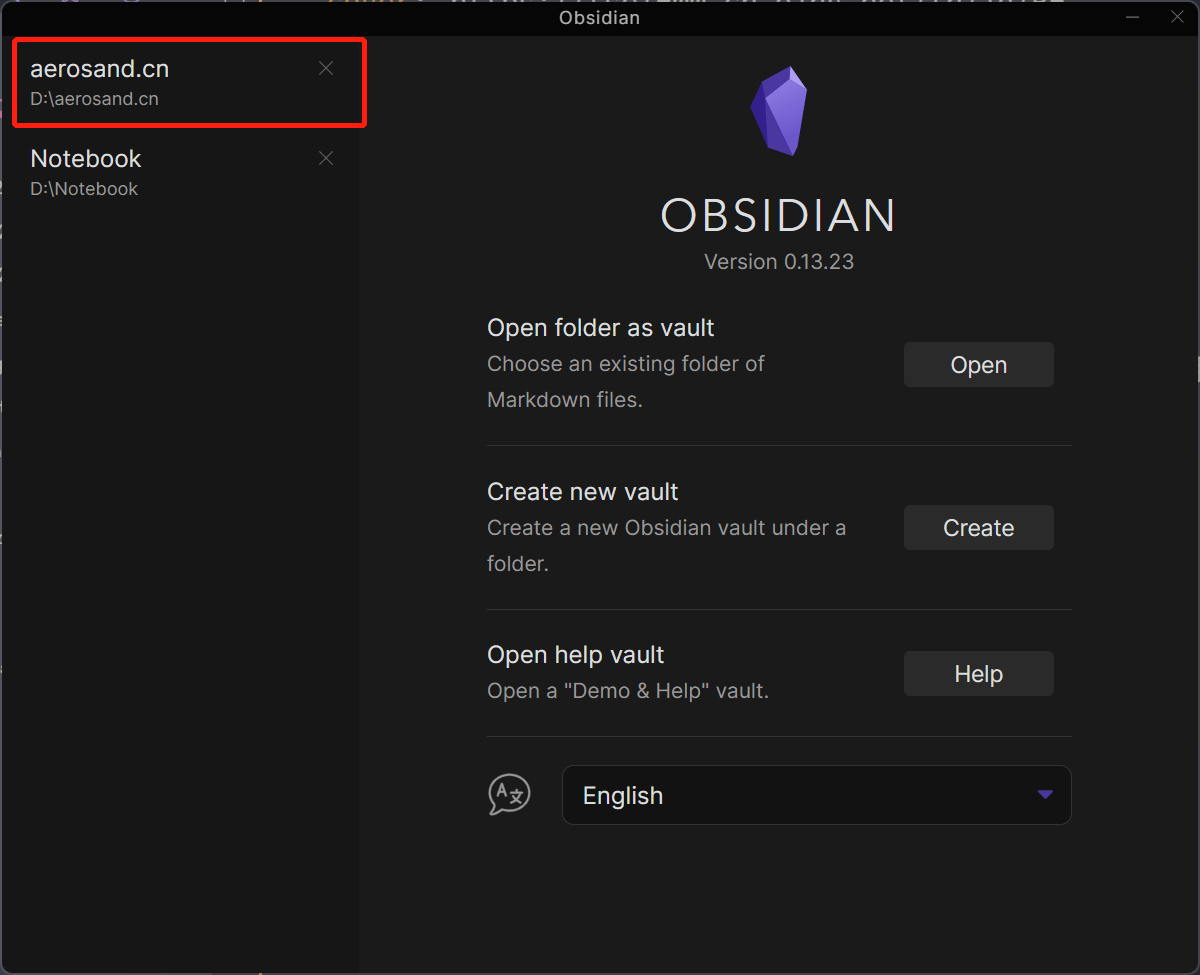 Obsidian
aerosand.cn
D:\aerosand.cn
Notebook
D:\Notebook
OBSIDIAN
Version 0.13.23
Open folder as vault
Choose an existing folder of
Markdown files.
Open
Create new vault
Create a new Obsidian vault under a
folder.
Create
Open help vault
Open a "Demo & Help" vault.
Help
English